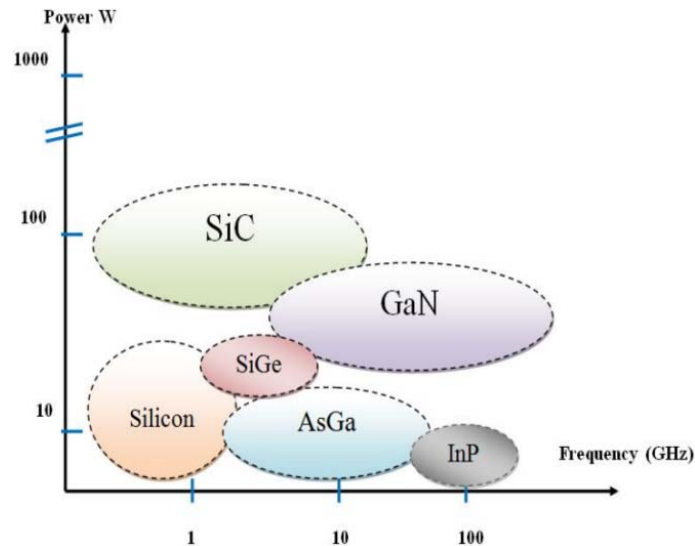 Power W
1000
100
SiC
GaN
SiGe
Silicon
AsGa
10
InP
Frequency (GHz)
1
10
100